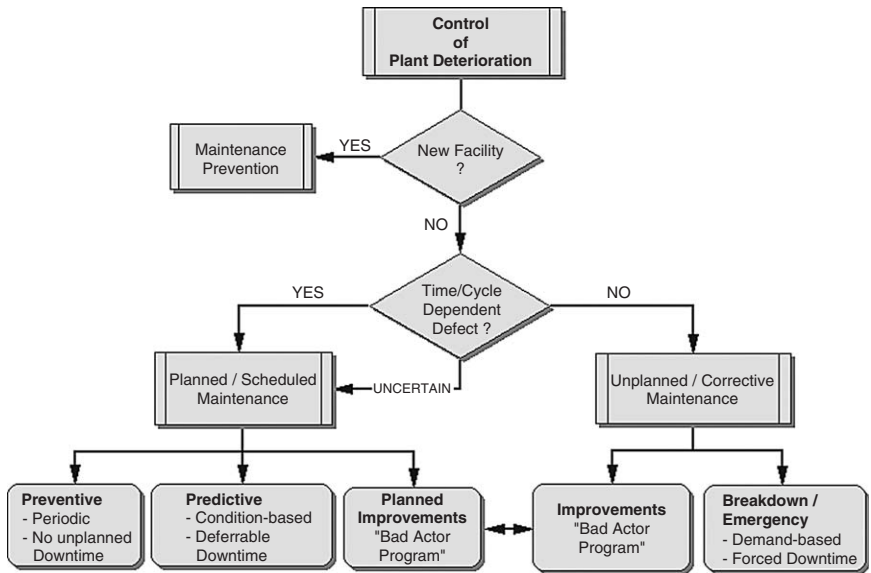 Control
of
Plant Deterioration
YES
Maintenance
Prevention
New Facility
?
NO
YES
Time/Cycle
Dependent
Defect ?
NO
Planned / Scheduled
Maintenance
UNCERTAIN
Unplanned / Corrective
Maintenance
Preventive
- Periodic
- No unplanned
Downtime
Predictive
- Condition-based
- Deferrable
Downtime
Planned
Improvements
"Bad Actor
Program"
Improvements
"Bad Actor
Program"
Breakdown /
Emergency
- Demand-based
- Forced Downtime